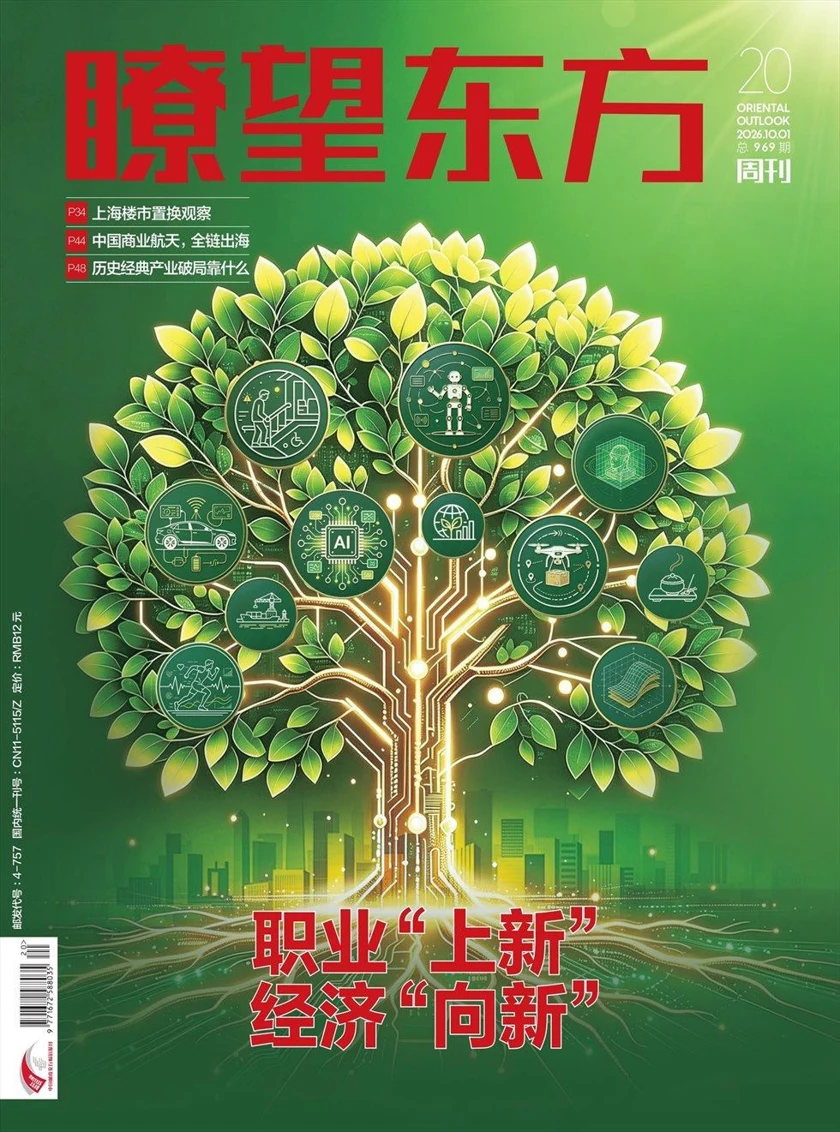 瞭望东方
20
ORIENTAL
OUTLOOK
2026.10.01
总 969 期
周刊
P34 上海楼市置换观察
P44 中国商业航天，全链出海
P48 历史经典产业破局靠什么
AI
职业“上新”
经济“向新”
邮发代号：4-757 国内统一刊号：CN11-5115/Z 定价：RMB12元
20>
9 771672 588035